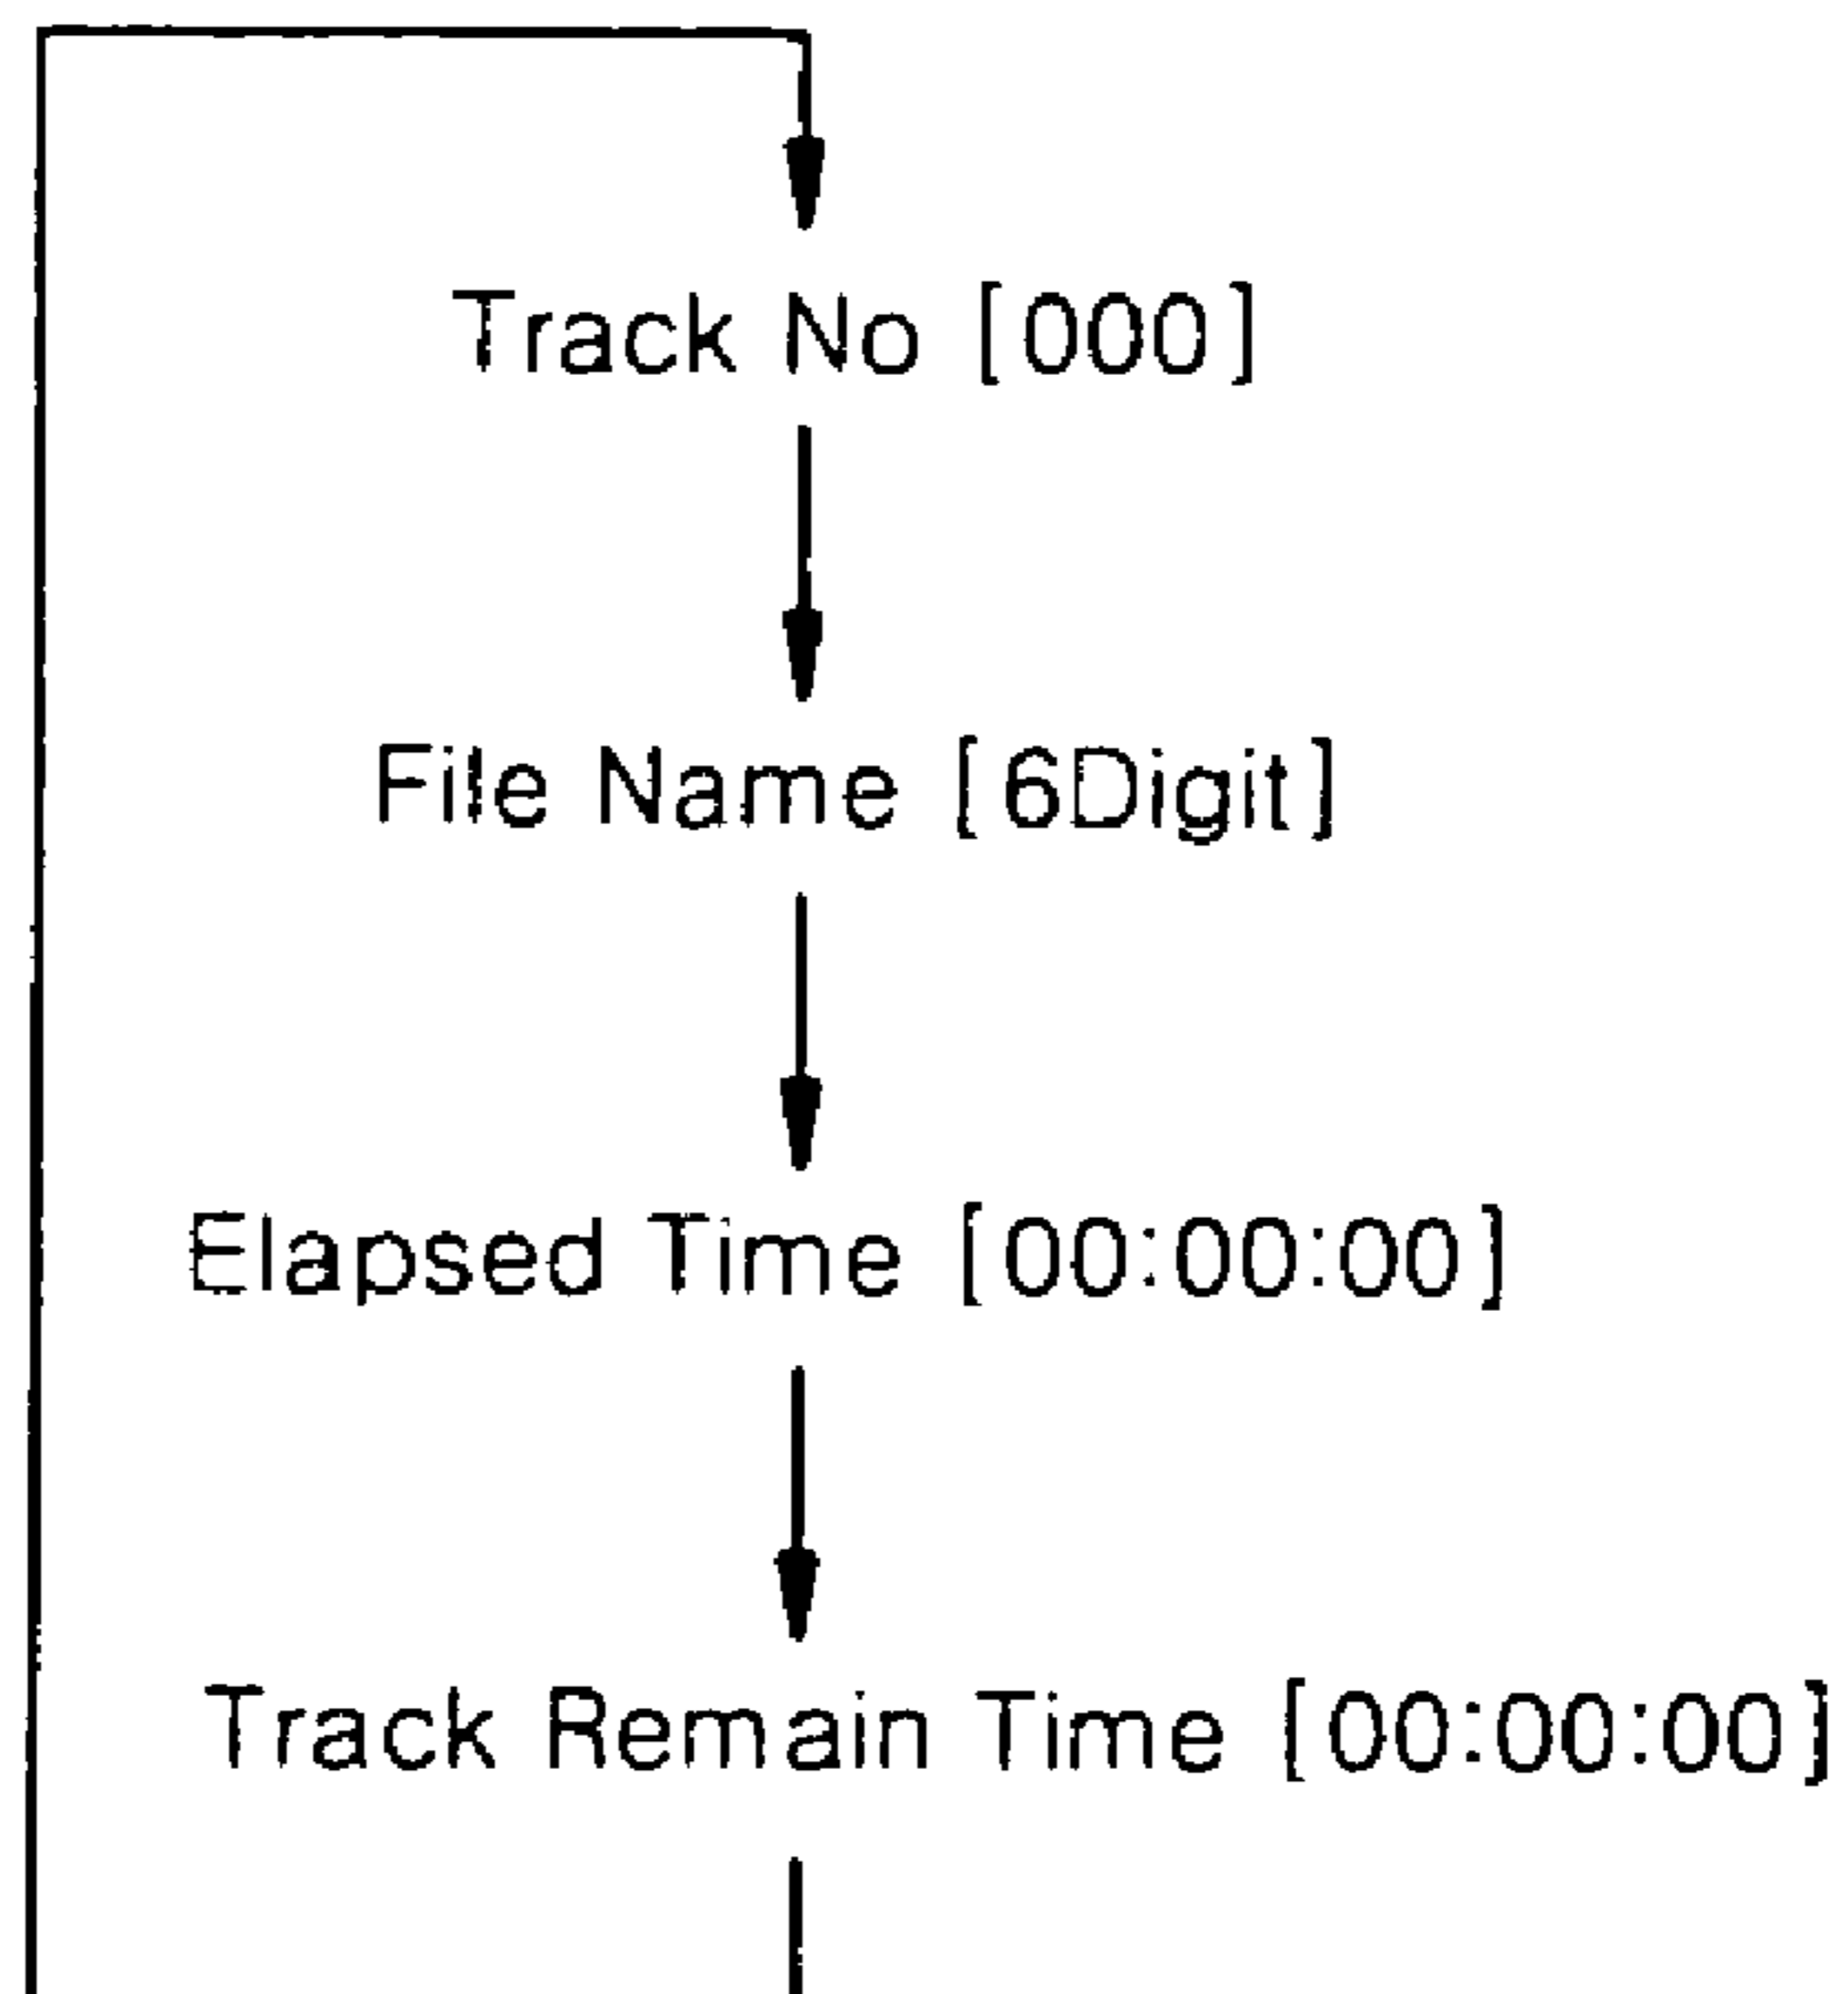 Track No [000]
File Name [6Digit]
Elapsed Time [00:00:00]
Track Remain Time [00:00:00]